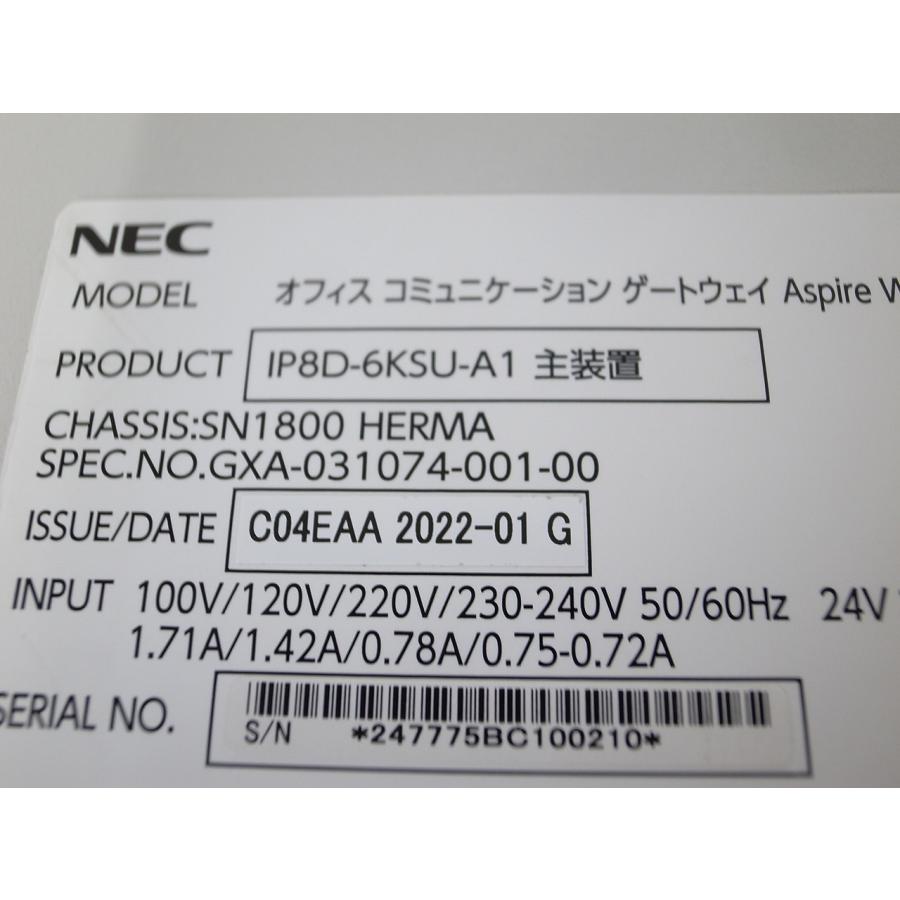 NEC
MODEL オフィス コミュニケーション ゲートウェイ Aspire
PRODUCT IP8D-6KSU-A1 主装置
CHASSIS:SN1800 HERMA
SPEC.NO.GXA-031074-001-00
ISSUE/DATE C04EAA 2022-01 G
INPUT 100V/120V/220V/230-240V 50/60Hz 24V
1.71A/1.42A/0.78A/0.75-0.72A
SERIAL NO.
S/N *247775BC100210*